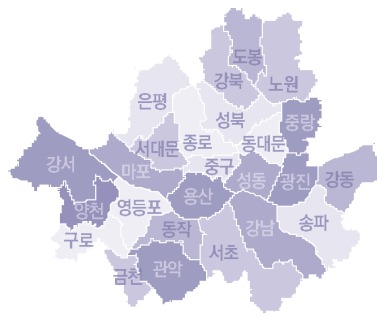 도봉
강북
노원
은평
성북
중랑
서대문
종로
동대문
강서
마포
중구
성동
광진
강동
양천
영등포
용산
강남
송파
구로
동작
서초
금천
관악